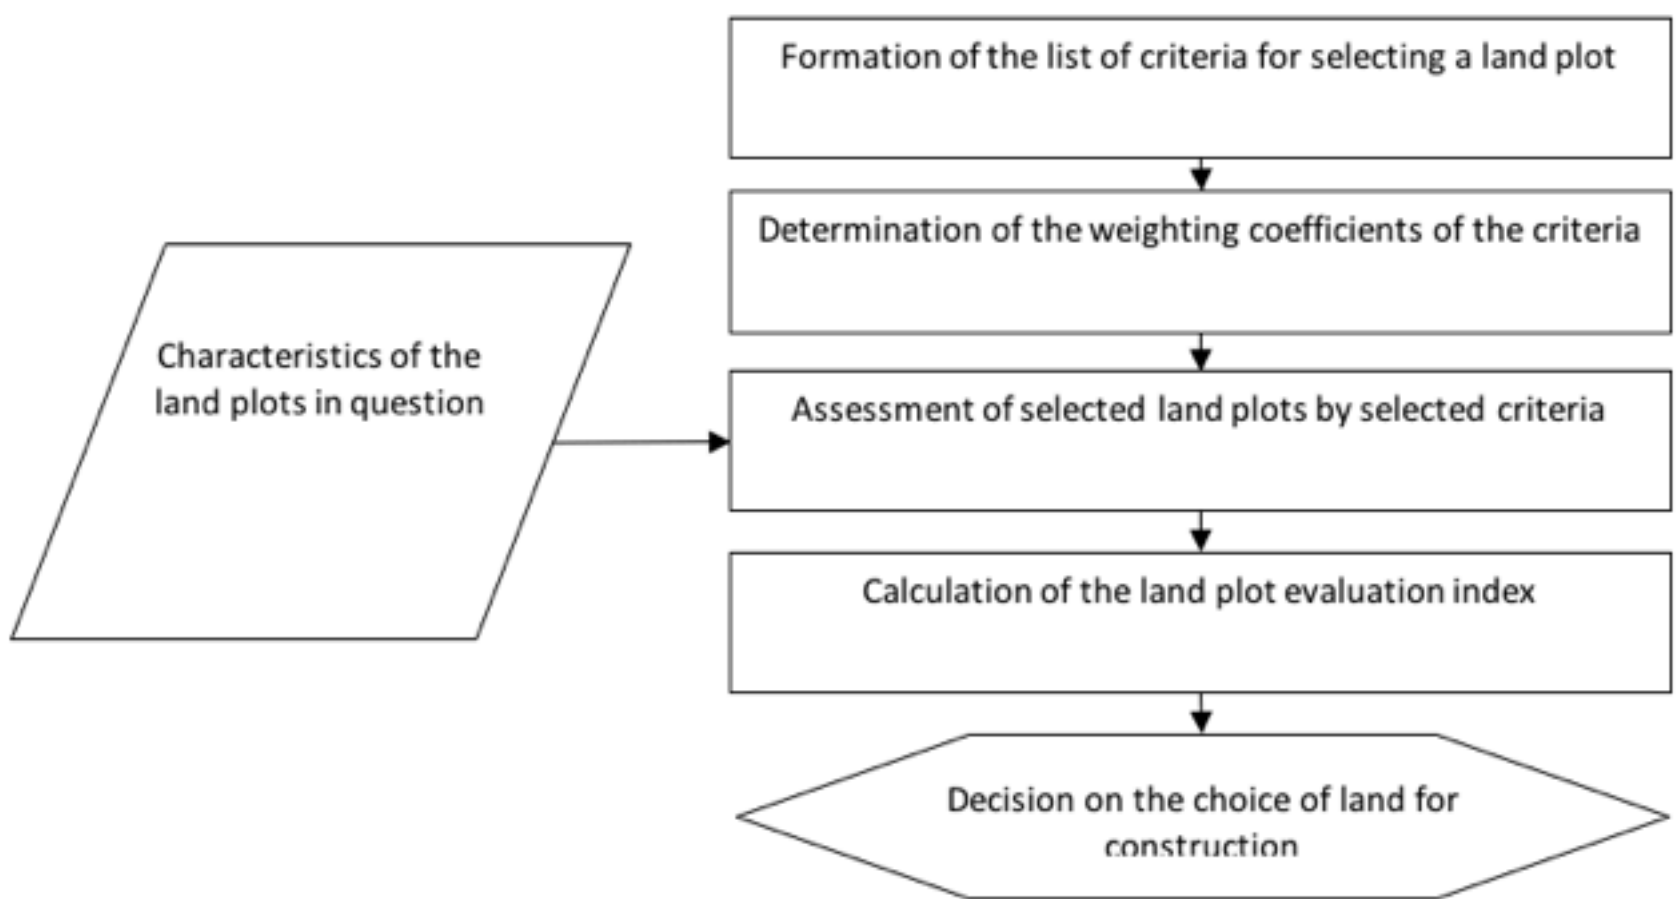 Formation of the list of criteria for selecting a land plot
Determination of the weighting coefficients of the criteria
Characteristics of the
land plots in question
Assessment of selected land plots by selected criteria
Calculation of the land plot evaluation index
Decision on the choice of land for
construction